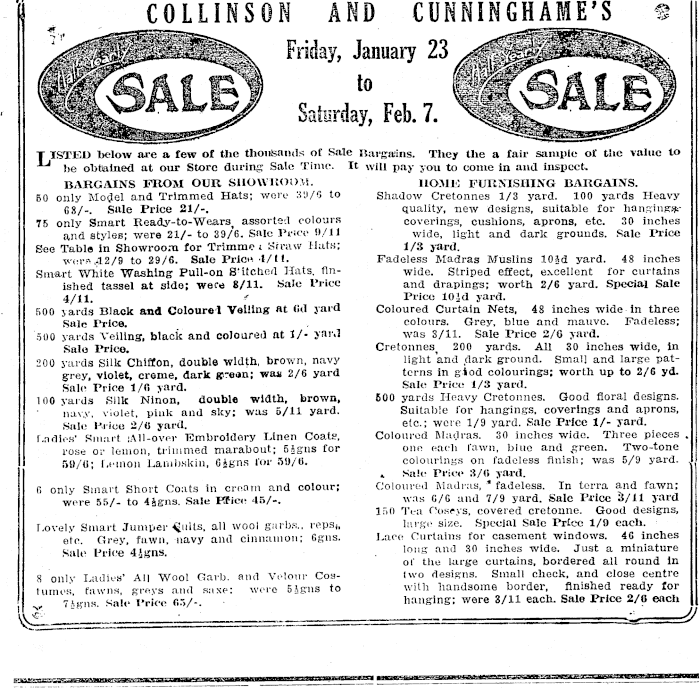 COLLINSON AND CUNNINGHAME'S
Half Yearly
SALE
Friday, January 23
to
Saturday, Feb. 7.
Half Yearly
SALE
LISTED below are a few of the thousands of Sale Bargains. They the a fair sample of the value to
be obtained at our Store during Sale Time. It will pay you to come in and inspect.
BARGAINS FROM OUR SHOWROOM.
50 only Model and Trimmed Hats; were 39/6 to
68/-. Sale Price 21/-.
75 only Smart Ready-to-Wears, assorted colours
and styles; were 21/- to 39/6. Sale Price 9/11
See Table in Showroom for Trimmed Straw Hats;
were 12/9 to 29/6. Sale Price 4/11.
Smart White Washing Pull-on Stitched Hats, fin-
ished tassel at side; were 8/11. Sale Price
4/11.
500 yards Black and Coloured Veiling at 6d yard
Sale Price.
500 yards Veiling, black and coloured at 1/- yard
Sale Price.
200 yards Silk Chiffon, double width, brown, navy
grey, violet, creme, dark green; was 2/6 yard
Sale Price 1/6 yard.
100 yards Silk Ninon, double width, brown,
navy, violet, pink and sky; was 5/11 yard.
Sale Price 2/6 yard.
Ladies' Smart All-over Embroidery Linen Coats,
rose or lemon, trimmed marabout; 5½gns for
59/6; Lemon Lambskin, 6½gns for 59/6.
6 only Smart Short Coats in cream and colour;
were 55/- to 4½gns. Sale Price 45/-.
Lovely Smart Jumper Suits, all wool garbs., reps,
etc. Grey, fawn, navy and cinnamon; 6gns.
Sale Price 4½gns.
8 only Ladies' All Wool Garb. and Velour Cos-
tumes, fawns, greys and saxe; were 5½gns to
7½gns. Sale Price 65/-.
HOME FURNISHING BARGAINS.
Shadow Cretonnes 1/3 yard. 100 yards Heavy
quality, new designs, suitable for hangings
coverings, cushions, aprons, etc. 30 inches
wide, light and dark grounds. Sale Price
1/3 yard.
Fadeless Madras Muslins 10½d yard. 48 inches
wide. Striped effect, excellent for curtains
and drapings; worth 2/6 yard. Special Sale
Price 10½d yard.
Coloured Curtain Nets, 48 inches wide in three
colours. Grey, blue and mauve. Fadeless;
was 3/11. Sale Price 2/6 yard.
Cretonnes, 200 yards. All 30 inches wide, in
light and dark ground. Small and large pat-
terns in good colourings; worth up to 2/6 yd.
Sale Price 1/3 yard.
500 yards Heavy Cretonnes. Good floral designs.
Suitable for hangings, coverings and aprons,
etc.; were 1/9 yard. Sale Price 1/- yard.
Coloured Madras. 30 inches wide. Three pieces
one each fawn, blue and green. Two-tone
colourings on fadeless finish; was 5/9 yard.
Sale Price 3/6 yard.
Coloured Madras, fadeless. In terra and fawn;
was 6/6 and 7/9 yard. Sale Price 3/11 yard
150 Tea Coseys, covered cretonne. Good designs,
large size. Special Sale Price 1/9 each.
Lace Curtains for casement windows. 46 inches
long and 30 inches wide. Just a miniature
of the large curtains, bordered all round in
two designs. Small check, and close centre
with handsome border, finished ready for
hanging; were 3/11 each. Sale Price 2/6 each